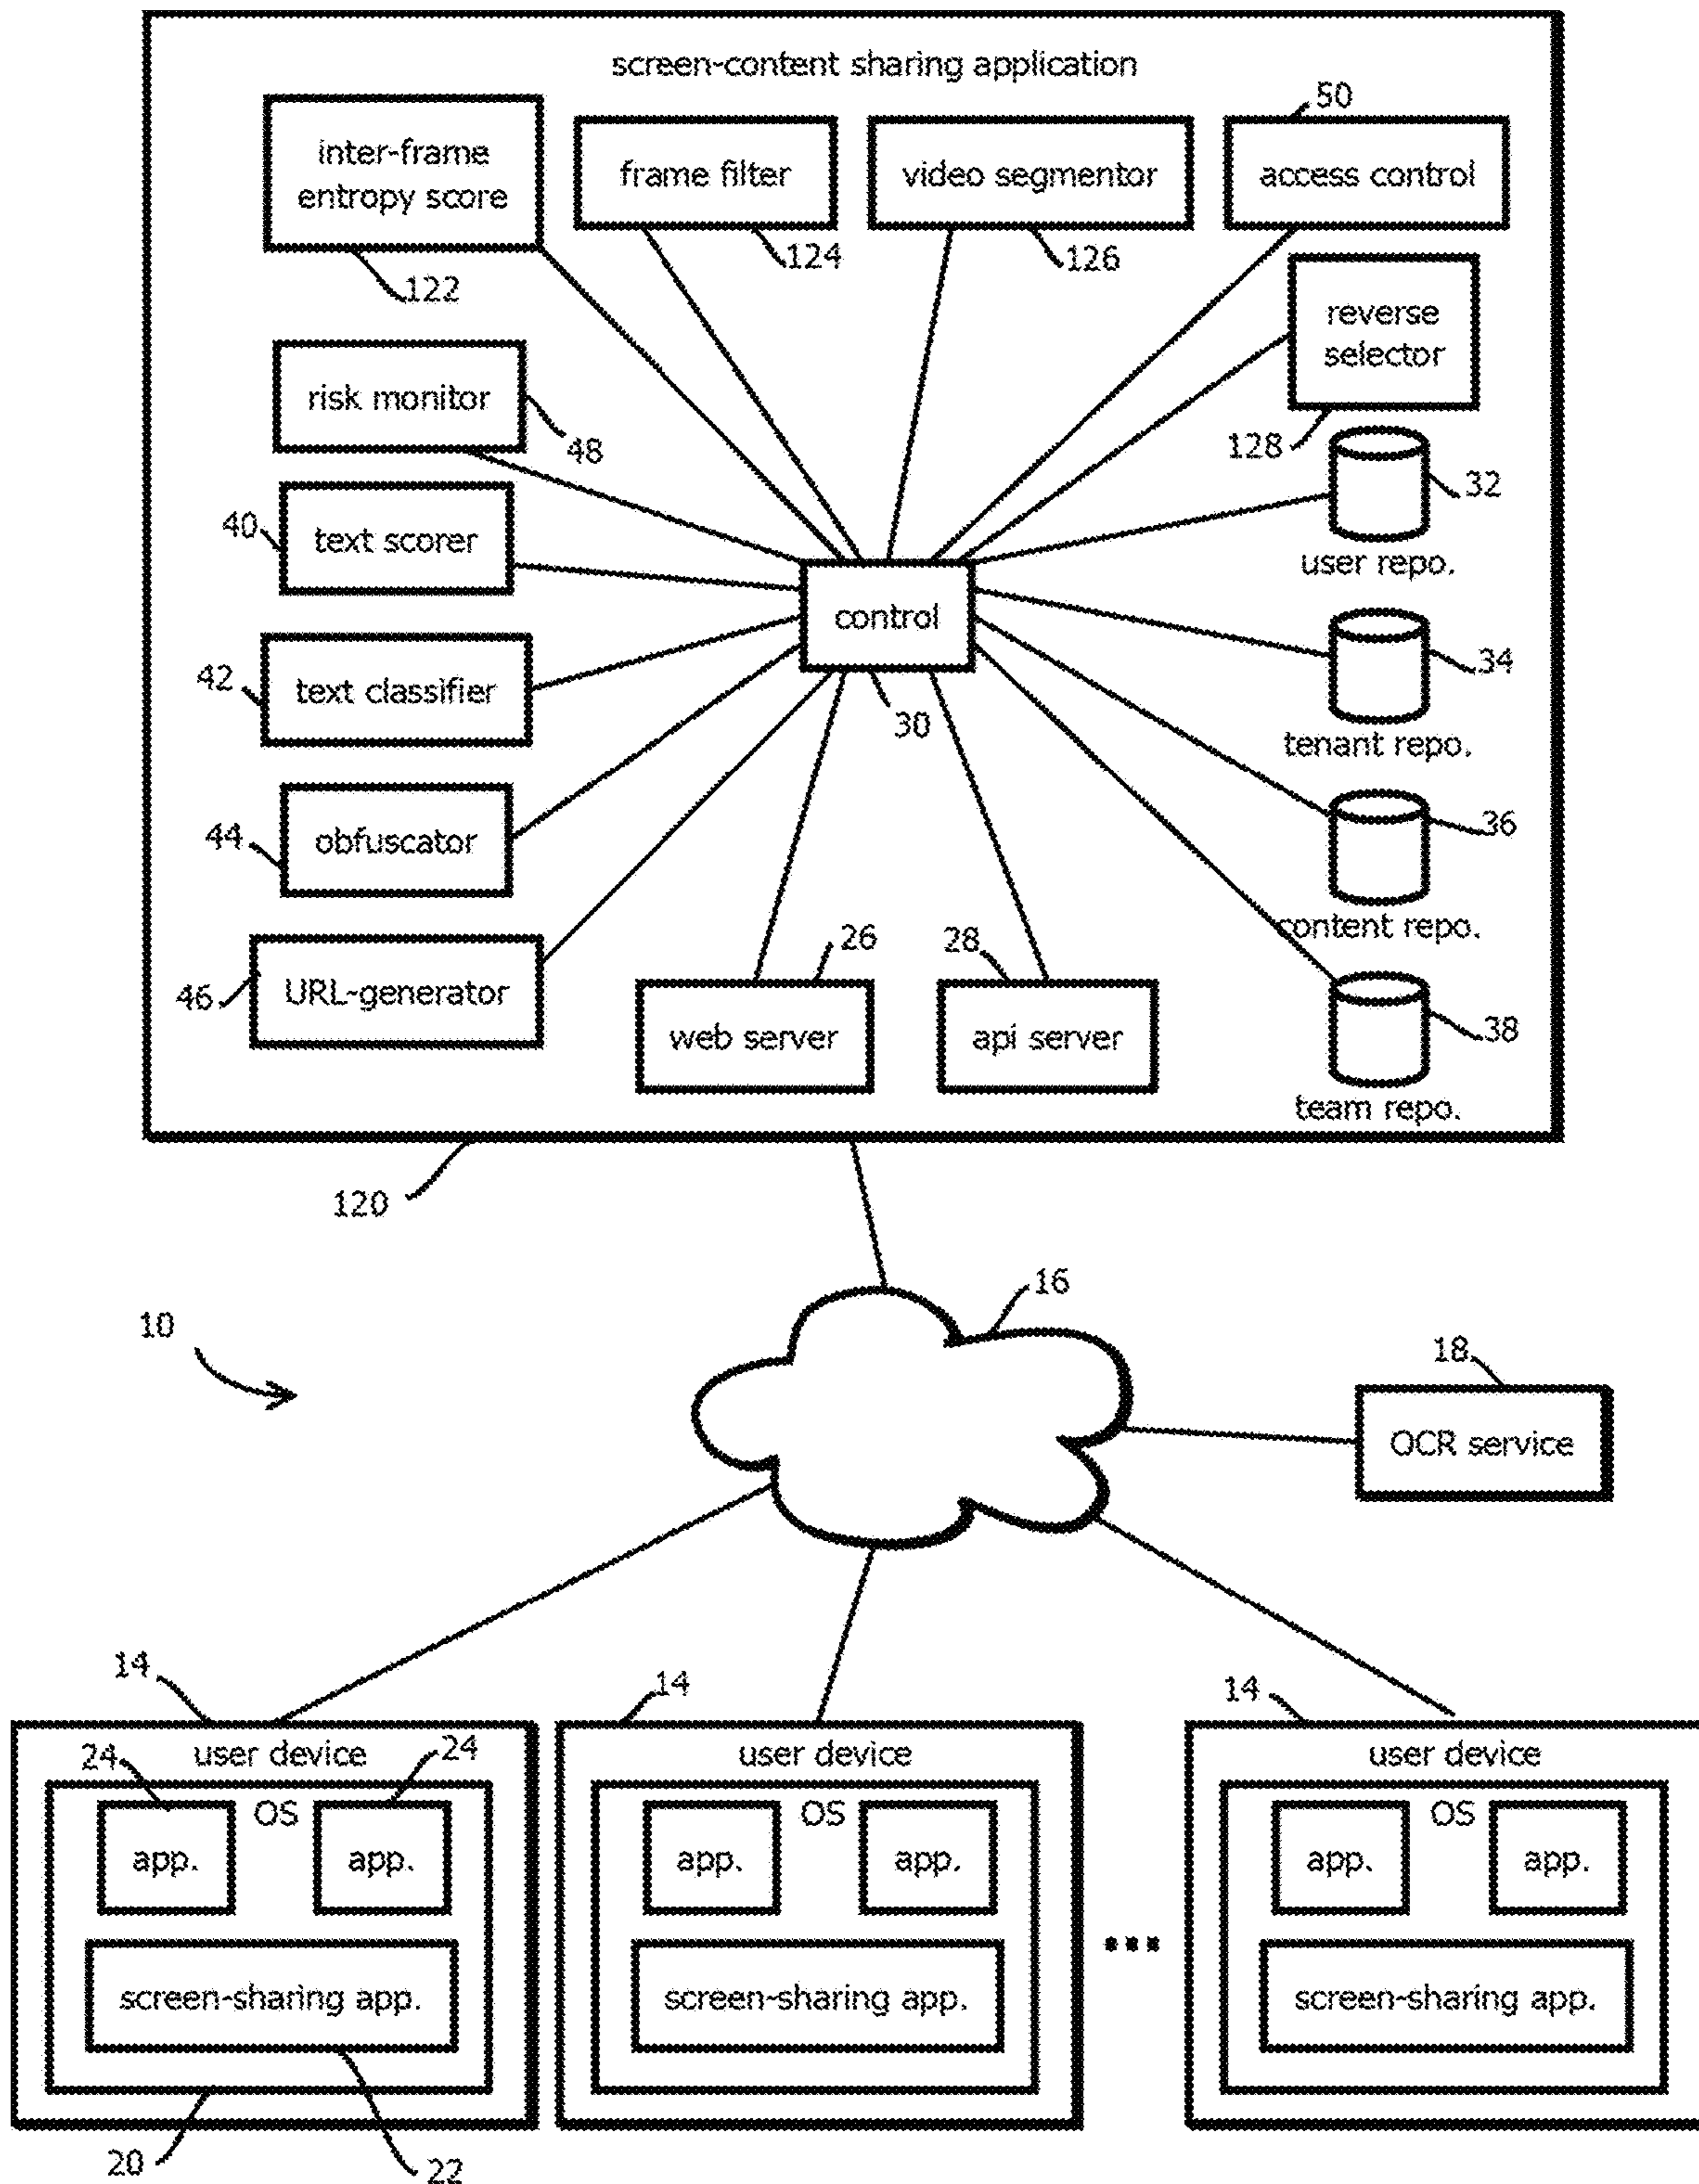 screen-content sharing application
50
inter-frame
entropy score
frame filter
video segmentor
access control
122
124
126
reverse
selector
128
risk monitor
48
32
user repo.
40
text scorer
control
30
34
tenant repo.
42
text classifier
44
obfuscator
36
content repo.
46
URL-generator
26
web server
28
api server
38
team repo.
120
16
10
18
OCR service
14
14
14
user device
user device
user device
24
24
OS
app.
app.
OS
app.
app.
OS
app.
app.
screen-sharing app.
screen-sharing app.
...
screen-sharing app.
20
22